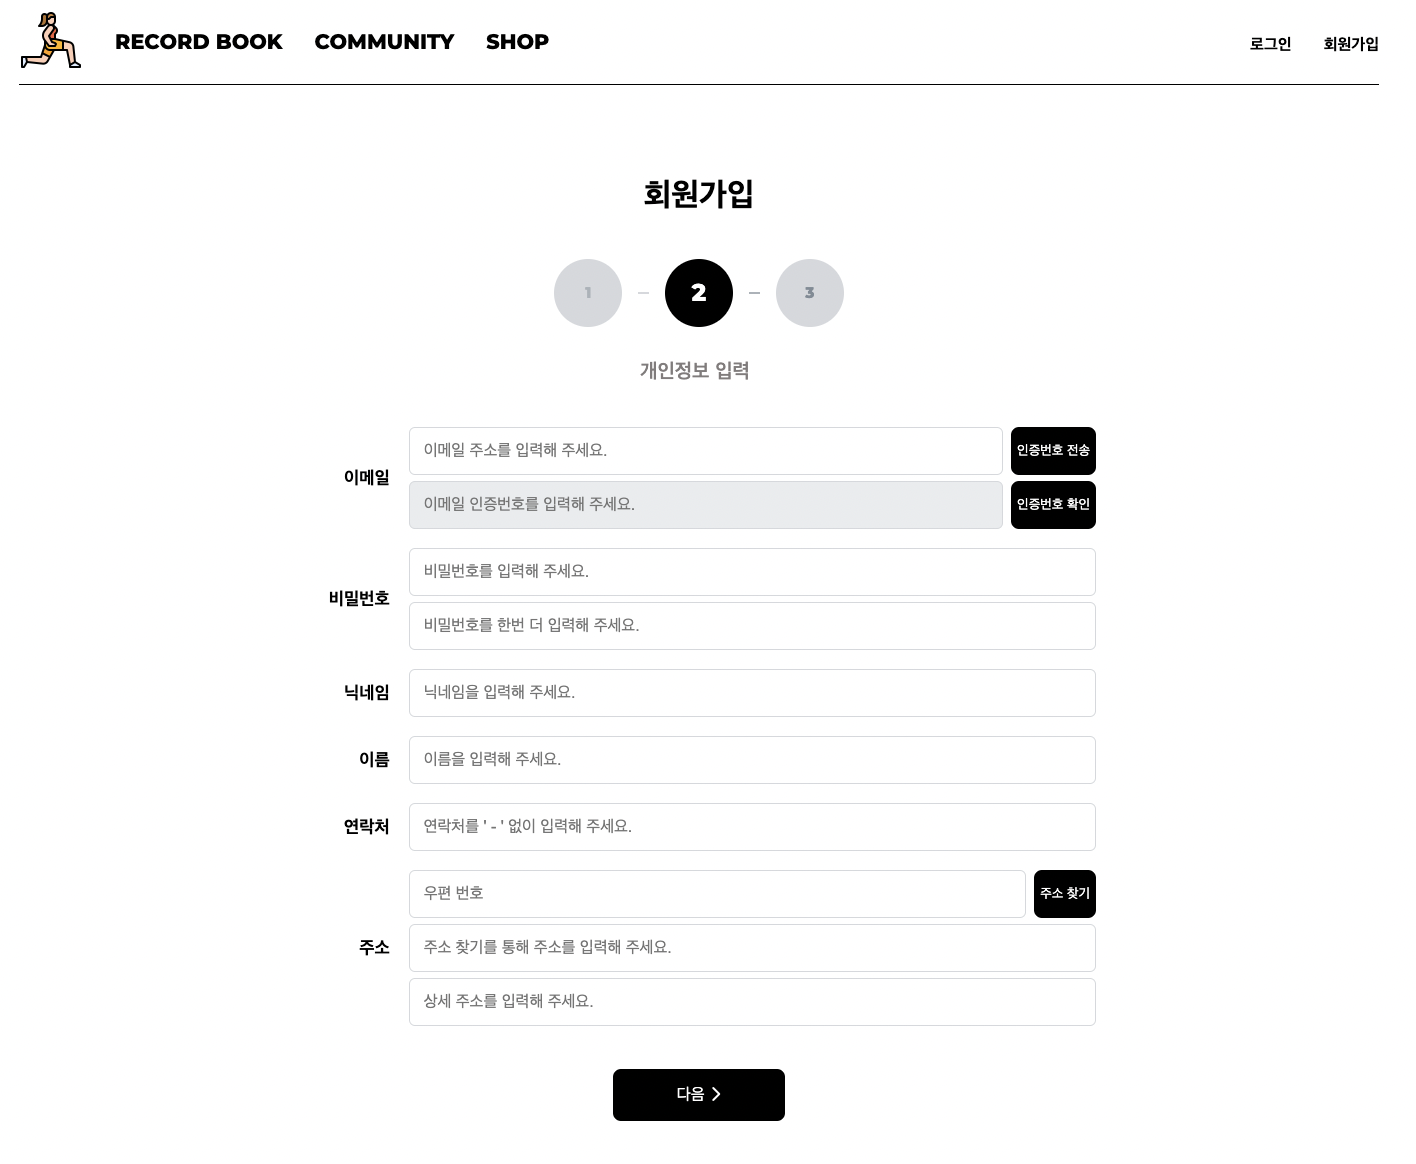 RECORD BOOK COMMUNITY SHOP 로그인 회원가입
회원가입
1 – 2 – 3
개인정보 입력
이메일
이메일 주소를 입력해 주세요. 인증번호 전송
이메일 인증번호를 입력해 주세요. 인증번호 확인
비밀번호
비밀번호를 입력해 주세요.
비밀번호를 한번 더 입력해 주세요.
닉네임 닉네임을 입력해 주세요.
이름 이름을 입력해 주세요.
연락처 연락처를 ' - ' 없이 입력해 주세요.
주소
우편 번호 주소 찾기
주소 찾기를 통해 주소를 입력해 주세요.
상세 주소를 입력해 주세요.
다음 >